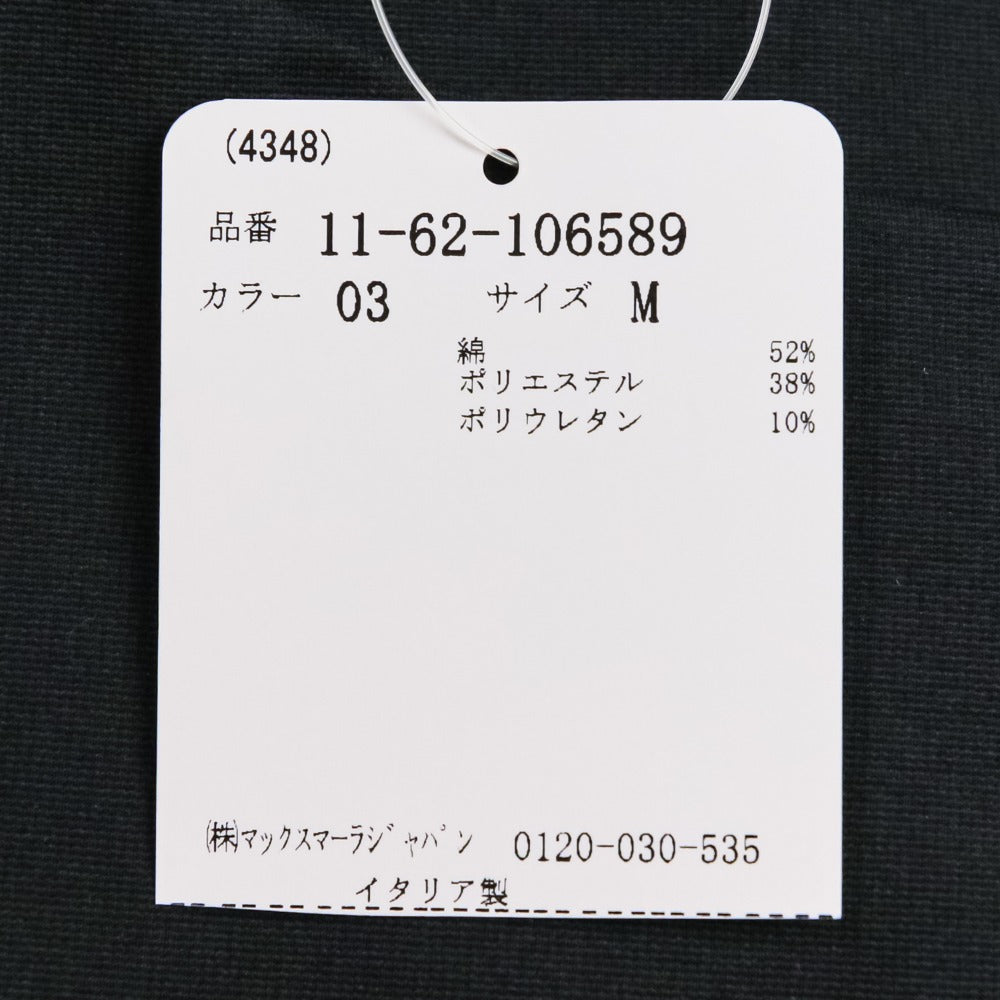 (4348)
品番 11-62-106589
カラー 03 サイズ M
綿 52%
ポリエステル 38%
ポリウレタン 10%
㈱マックスマーラジャパン 0120-030-535
イタリア製